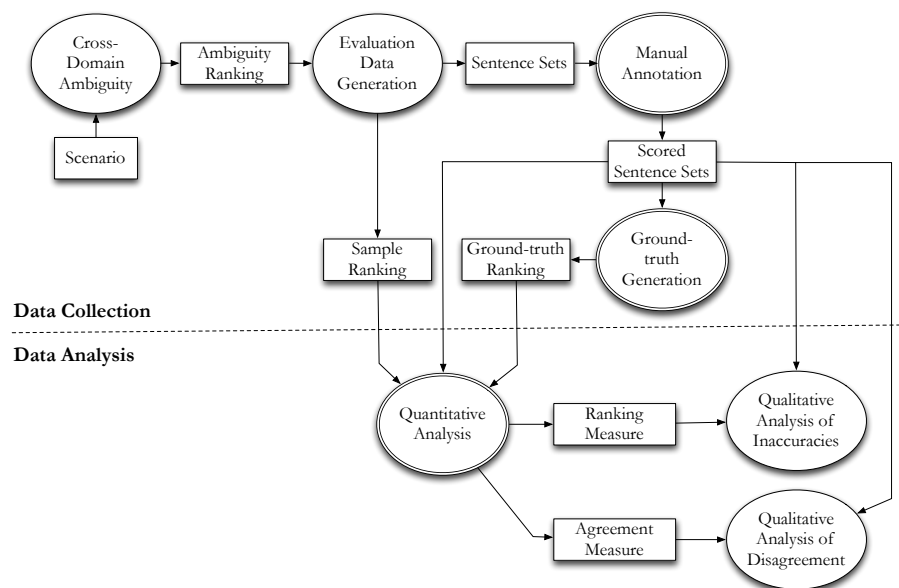 Cross-
Domain
Ambiguity
Ambiguity
Ranking
Evaluation
Data
Generation
Sentence Sets
Manual
Annotation
Scenario
Scored
Sentence Sets
Sample
Ranking
Ground-truth
Ranking
Ground-
truth
Generation
Data Collection
Data Analysis
Quantitative
Analysis
Ranking
Measure
Qualitative
Analysis of
Inaccuracies
Agreement
Measure
Qualitative
Analysis of
Disagreement